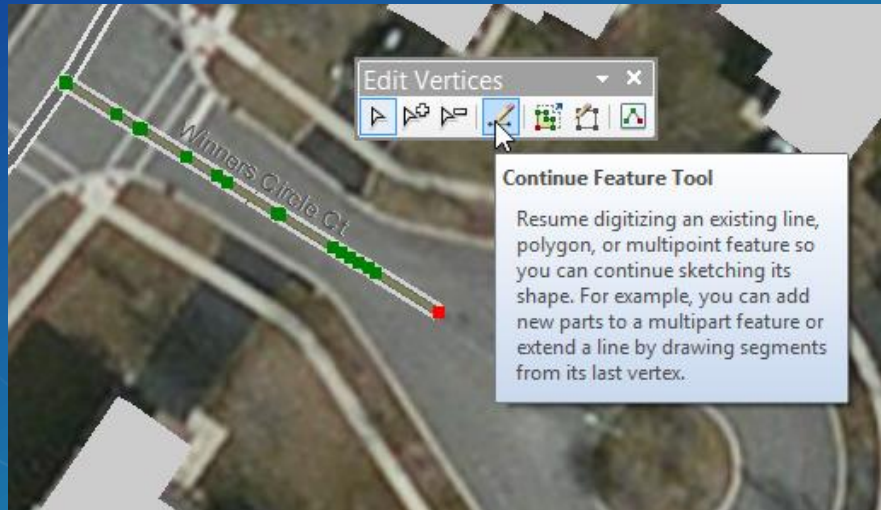 Edit Vertices
Winners Circle Ct
Continue Feature Tool
Resume digitizing an existing line,
polygon, or multipoint feature so
you can continue sketching its
shape. For example, you can add
new parts to a multipart feature or
extend a line by drawing segments
from its last vertex.